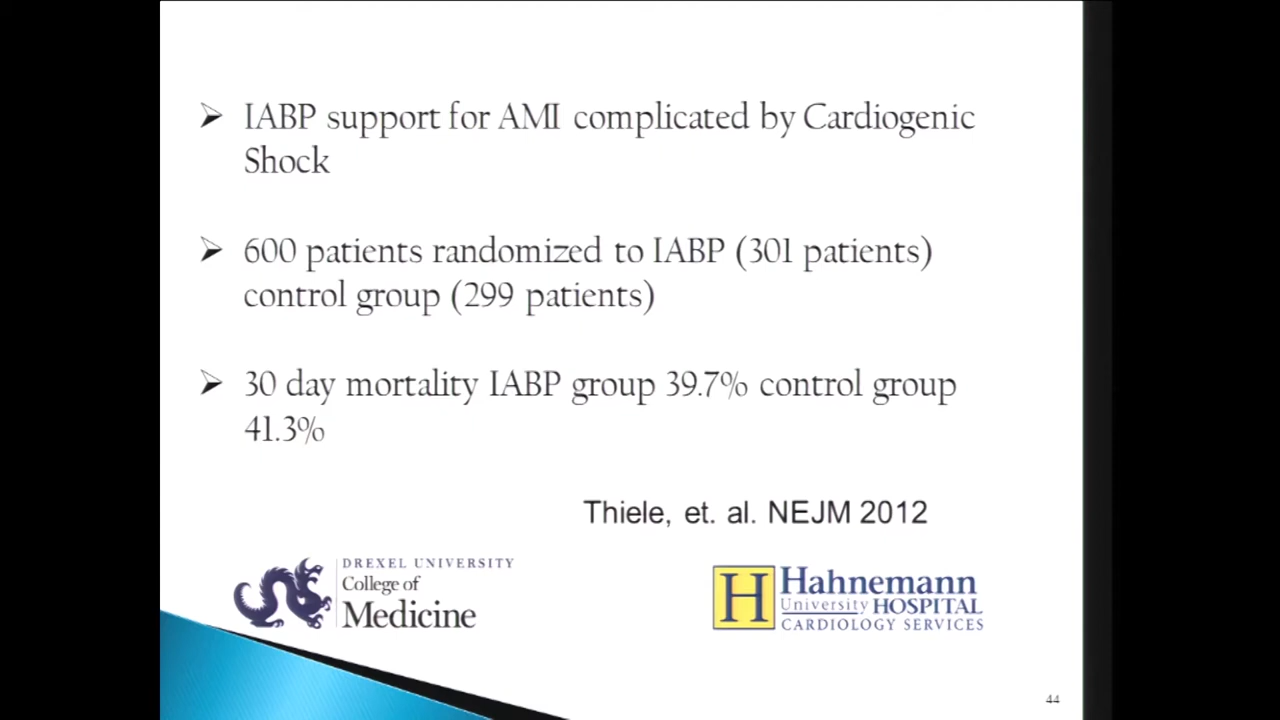 ➢ IABP support for AMI complicated by Cardiogenic
Shock
➢ 600 patients randomized to IABP (301 patients)
control group (299 patients)
➢ 30 day mortality IABP group 39.7% control group
41.3%
Thiele, et. al. NEJM 2012
DREXEL UNIVERSITY
College of
Medicine
H
Hahnemann
University HOSPITAL
CARDIOLOGY SERVICES
44